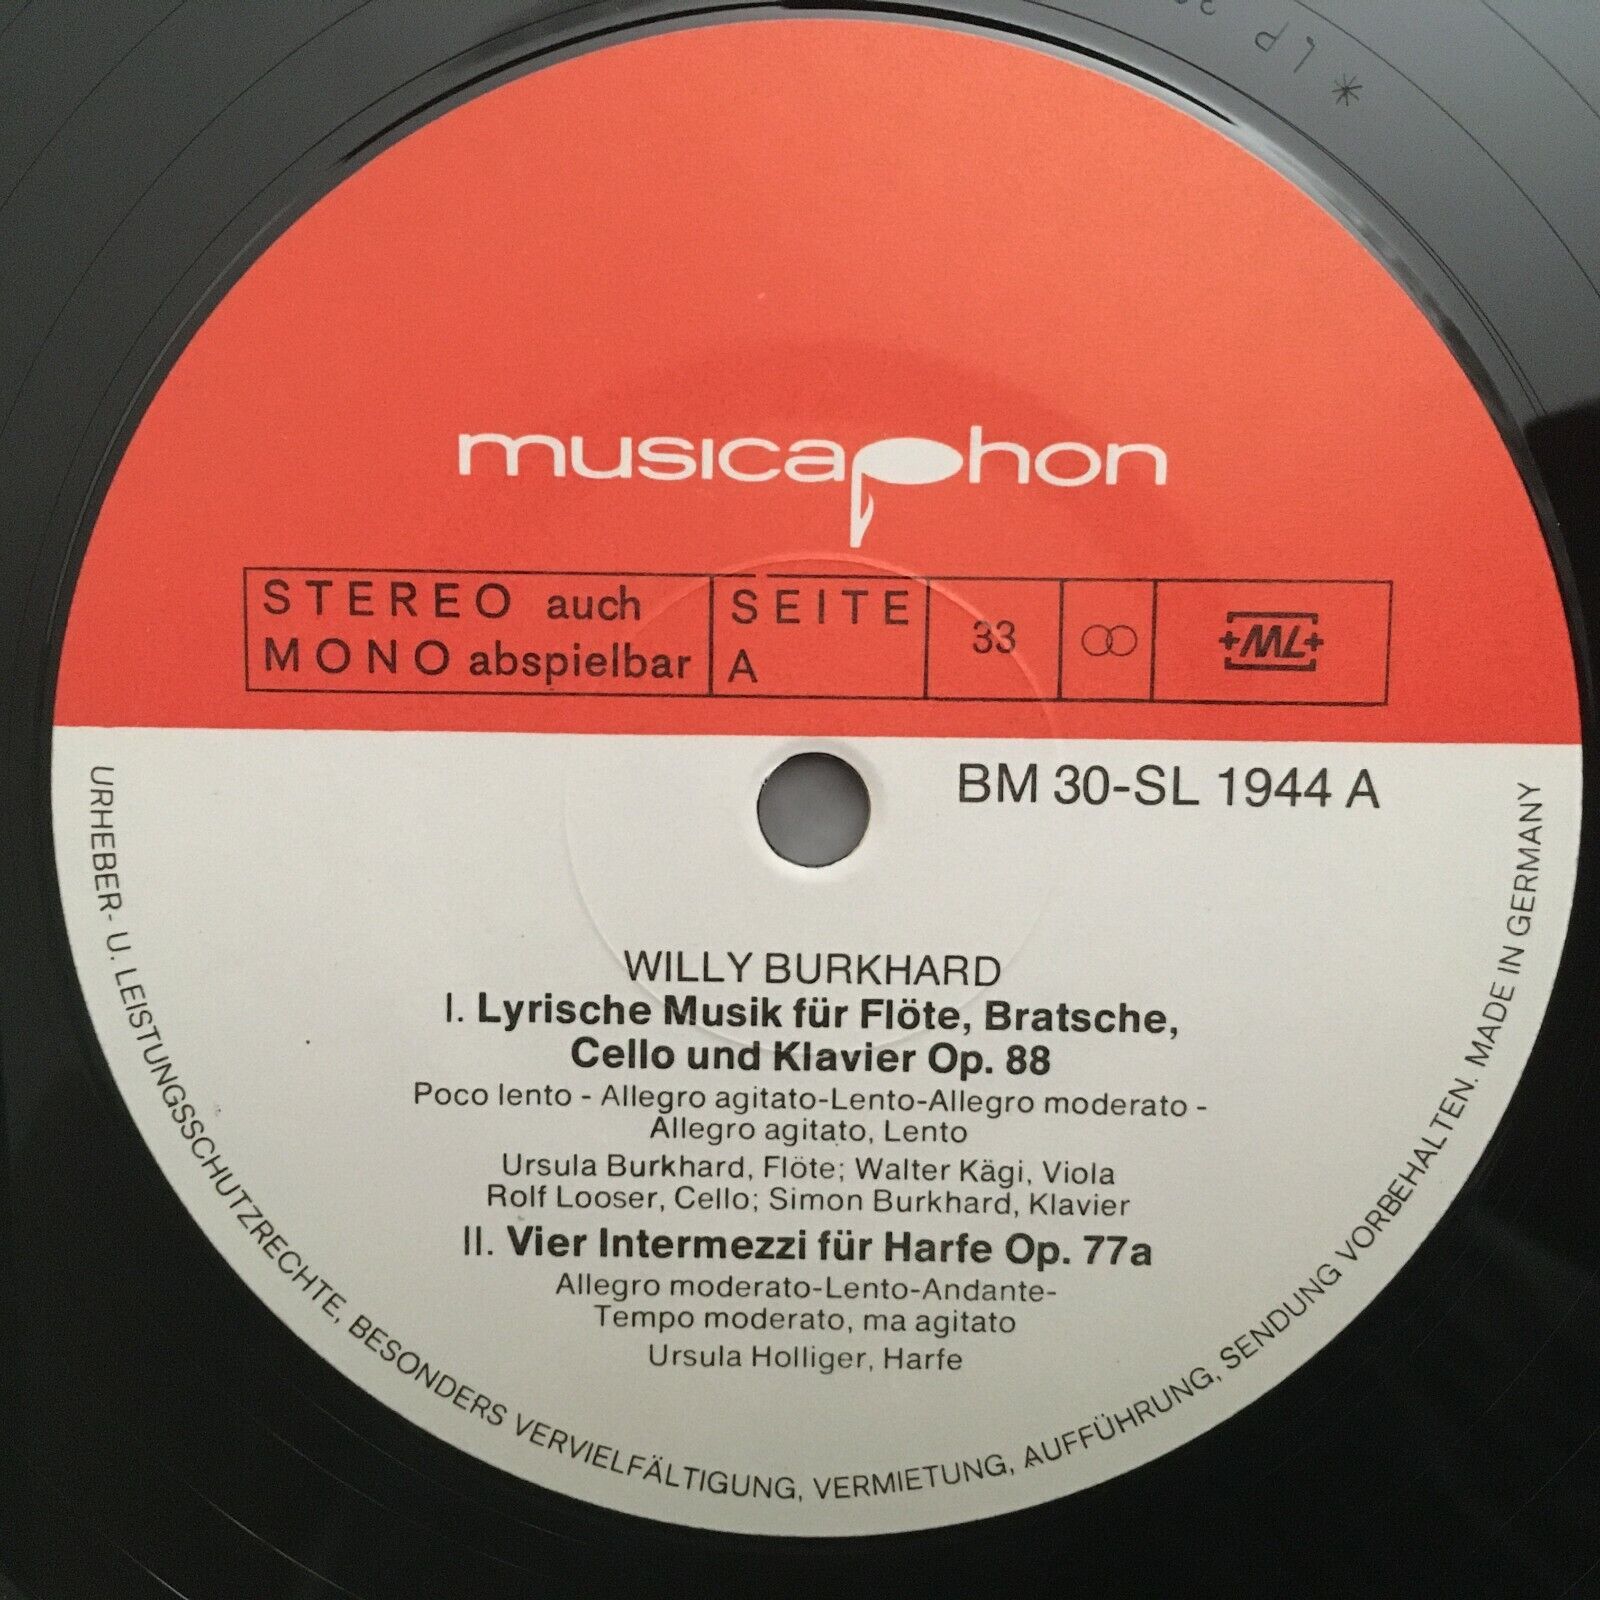 * LP
musicaphon
STEREO auch
MONO abspielbar
SEITE
A
33
+ML+
BM 30-SL 1944 A
WILLY BURKHARD
I. Lyrische Musik für Flöte, Bratsche,
Cello und Klavier Op. 88
Poco lento - Allegro agitato-Lento-Allegro moderato -
Allegro agitato, Lento
Ursula Burkhard, Flöte; Walter Kägi, Viola
Rolf Looser, Cello; Simon Burkhard, Klavier
II. Vier Intermezzi für Harfe Op. 77a
Allegro moderato-Lento-Andante-
Tempo moderato, ma agitato
Ursula Holliger, Harfe
URHEBER- U. LEISTUNGSSCHUTZRECHTE, BESONDERS VERVIELFÄLTIGUNG, VERMIETUNG, AUFFÜHRUNG, SENDUNG VORBEHALTEN. MADE IN GERMANY